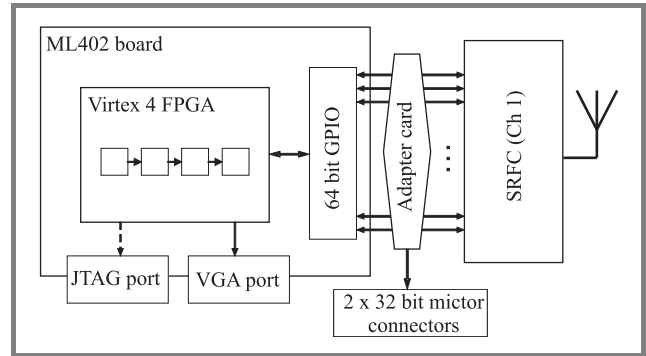 ML402 board
Virtex 4 FPGA
64 bit GPIO
Adapter card
SRFC (Ch 1)
JTAG port
VGA port
2 x 32 bit mictor
connectors